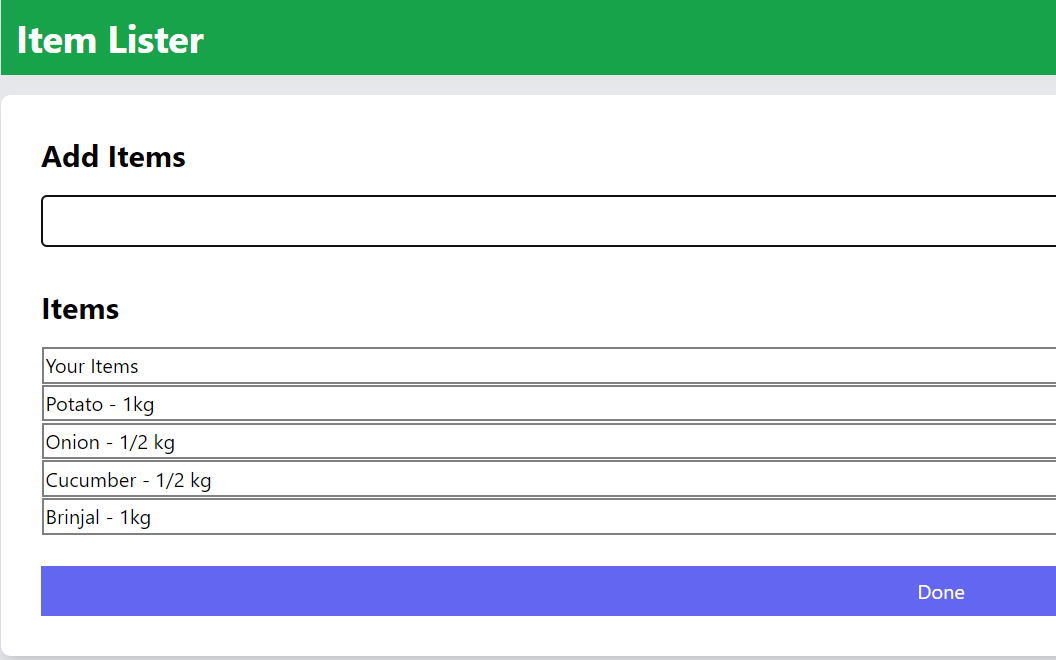 Item Lister
Add Items
Items
Your Items
Potato - 1kg
Onion - 1/2 kg
Cucumber - 1/2 kg
Brinjal - 1kg
Done